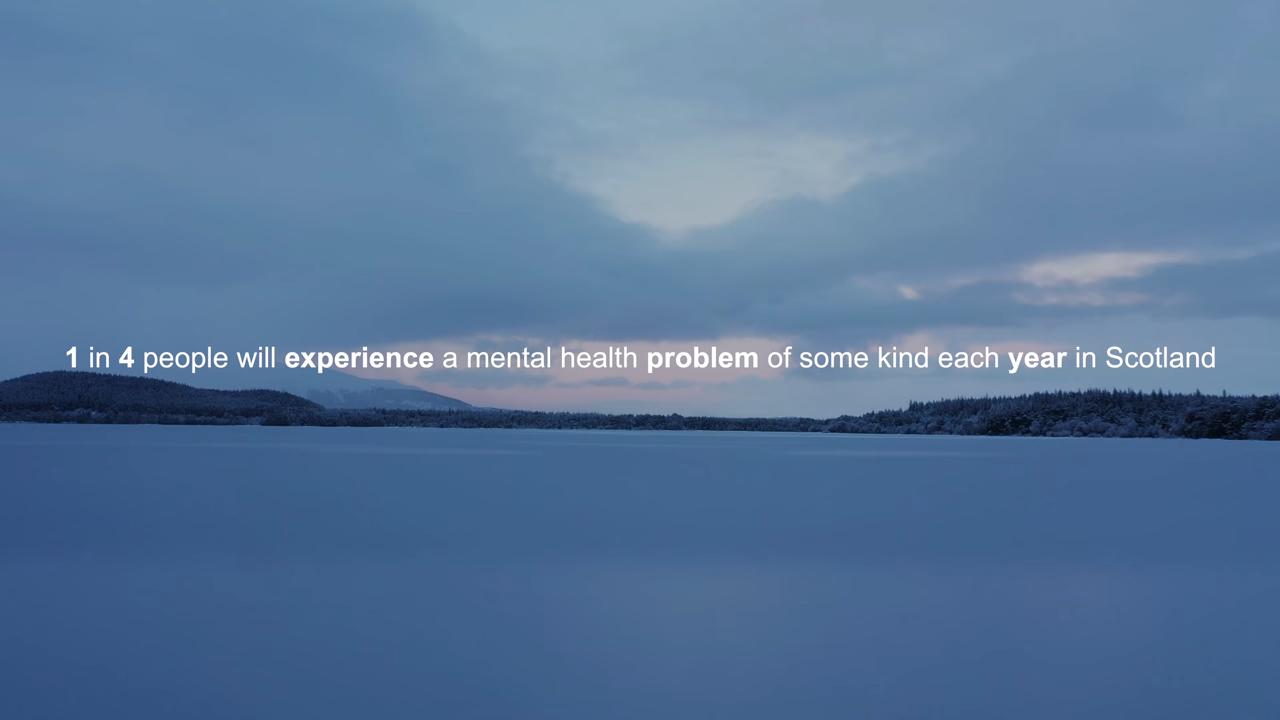 1 in 4 people will experience a mental health problem of some kind each year in Scotland